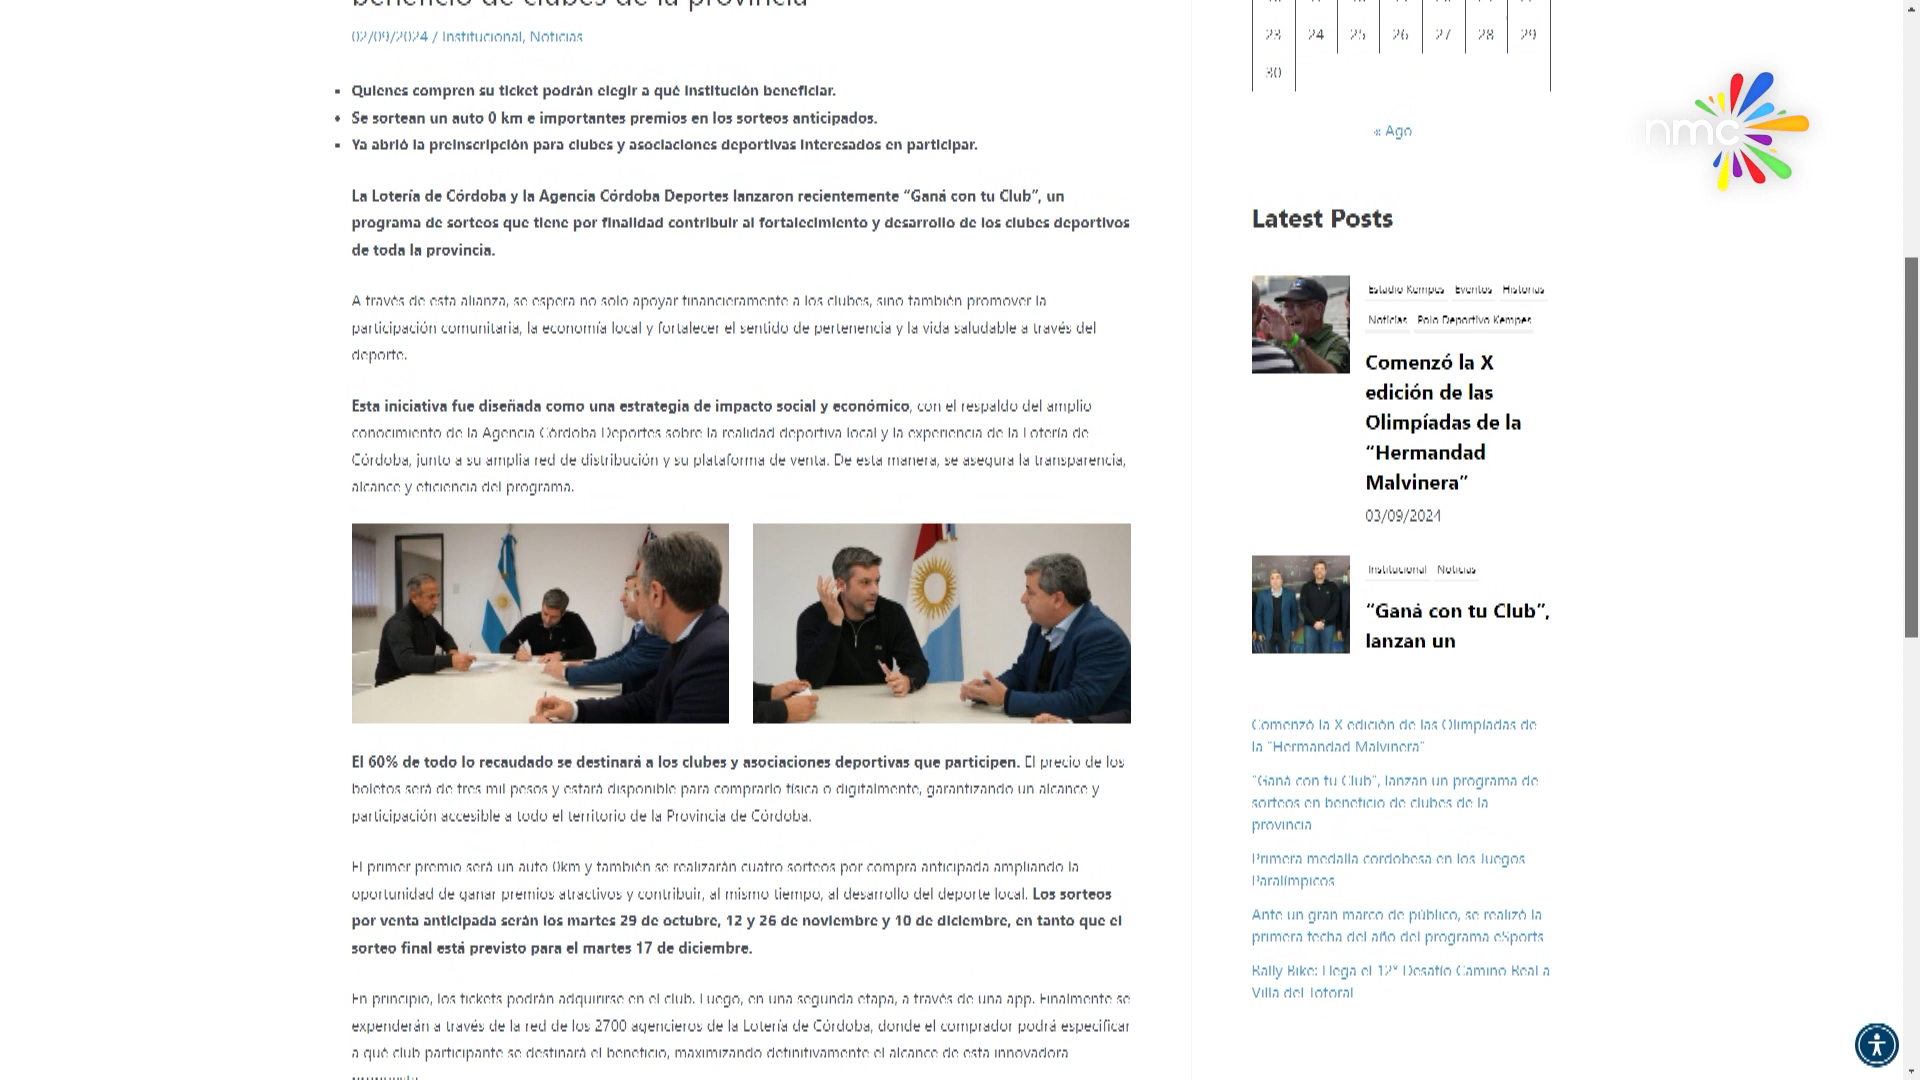 beneficio de clubes de la provincia
02/09/2024 / Institucional, Noticias
Quienes compren su ticket podrán elegir a qué institución beneficiar.
Se sortean un auto 0 km e importantes premios en los sorteos anticipados.
Ya abrió la preinscripción para clubes y asociaciones deportivas interesados en participar.
La Lotería de Córdoba y la Agencia Córdoba Deportes lanzaron recientemente “Ganá con tu Club”, un
programa de sorteos que tiene por finalidad contribuir al fortalecimiento y desarrollo de los clubes deportivos
de toda la provincia.
A través de esta alianza, se espera no solo apoyar financieramente a los clubes, sino también promover la
participación comunitaria, la economía local y fortalecer el sentido de pertenencia y la vida saludable a través del
deporte.
Esta iniciativa fue diseñada como una estrategia de impacto social y económico, con el respaldo del amplio
conocimiento de la Agencia Córdoba Deportes sobre la realidad deportiva local y la experiencia de la Lotería de
Córdoba, junto a su amplia red de distribución y su plataforma de venta. De esta manera, se asegura la transparencia,
alcance y eficiencia del programa.
El 60% de todo lo recaudado se destinará a los clubes y asociaciones deportivas que participen. El precio de los
boletos será de tres mil pesos y estará disponible para comprarlo física o digitalmente, garantizando un alcance y
participación accesible a todo el territorio de la Provincia de Córdoba.
El primer premio será un auto 0km y también se realizarán cuatro sorteos por compra anticipada ampliando la
oportunidad de ganar premios atractivos y contribuir, al mismo tiempo, al desarrollo del deporte local. Los sorteos
por venta anticipada serán los martes 29 de octubre, 12 y 26 de noviembre y 10 de diciembre, en tanto que el
sorteo final está previsto para el martes 17 de diciembre.
En principio, los tickets podrán adquirirse en el club. Luego, en una segunda etapa, a través de una app. Finalmente se
expenderán a través de la red de los 2700 agencieros de la Lotería de Córdoba, donde el comprador podrá especificar
a qué club participante se destinará el beneficio, maximizando definitivamente el alcance de esta innovadora
23 24 25 26 27 28 29
30
« Ago
nmc
Latest Posts
Estadio Kempes Eventos Historias
Noticias Polo Deportivo Kempes
Comenzó la X
edición de las
Olimpíadas de la
“Hermandad
Malvinera”
03/09/2024
Institucional Noticias
“Ganá con tu Club”,
lanzan un
Comenzó la X edición de las Olimpíadas de
la “Hermandad Malvinera”
“Ganá con tu Club”, lanzan un programa de
sorteos en beneficio de clubes de la
provincia
Primera medalla cordobesa en los Juegos
Paralímpicos
Ante un gran marco de público, se realizó la
primera fecha del año del programa eSports
Rally Bike: Llega el 12° Desafío Camino Real a
Villa del Totoral